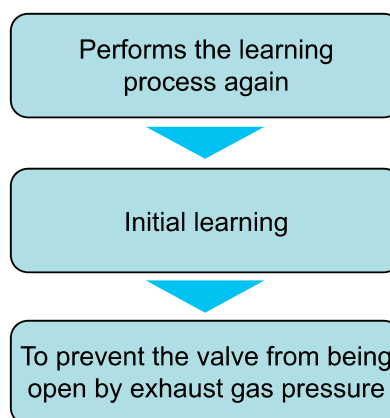 Performs the learning
process again
Initial learning
To prevent the valve from being
open by exhaust gas pressure